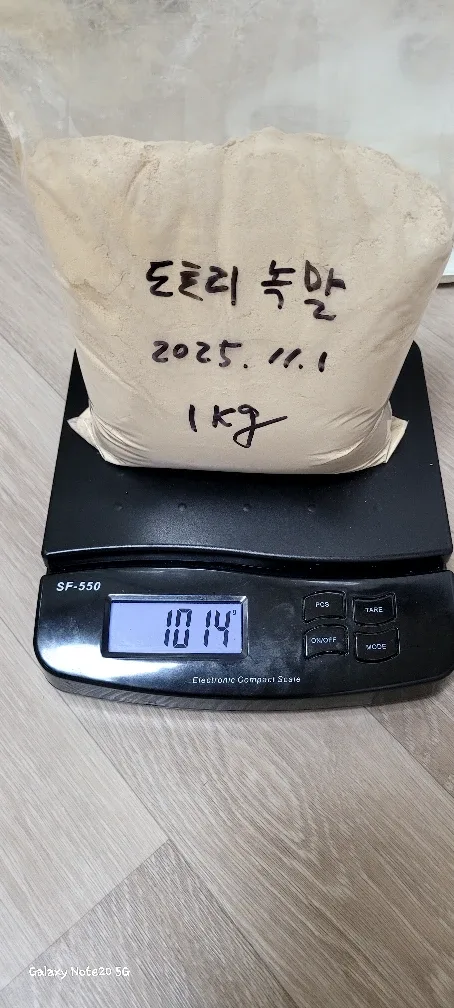 도토리 녹말
2025. 11. 1
1kg
SF-550
1014g
PCS
TARE
ON/OFF
MODE
Electronic Compact Scale
Galaxy Note20 5G